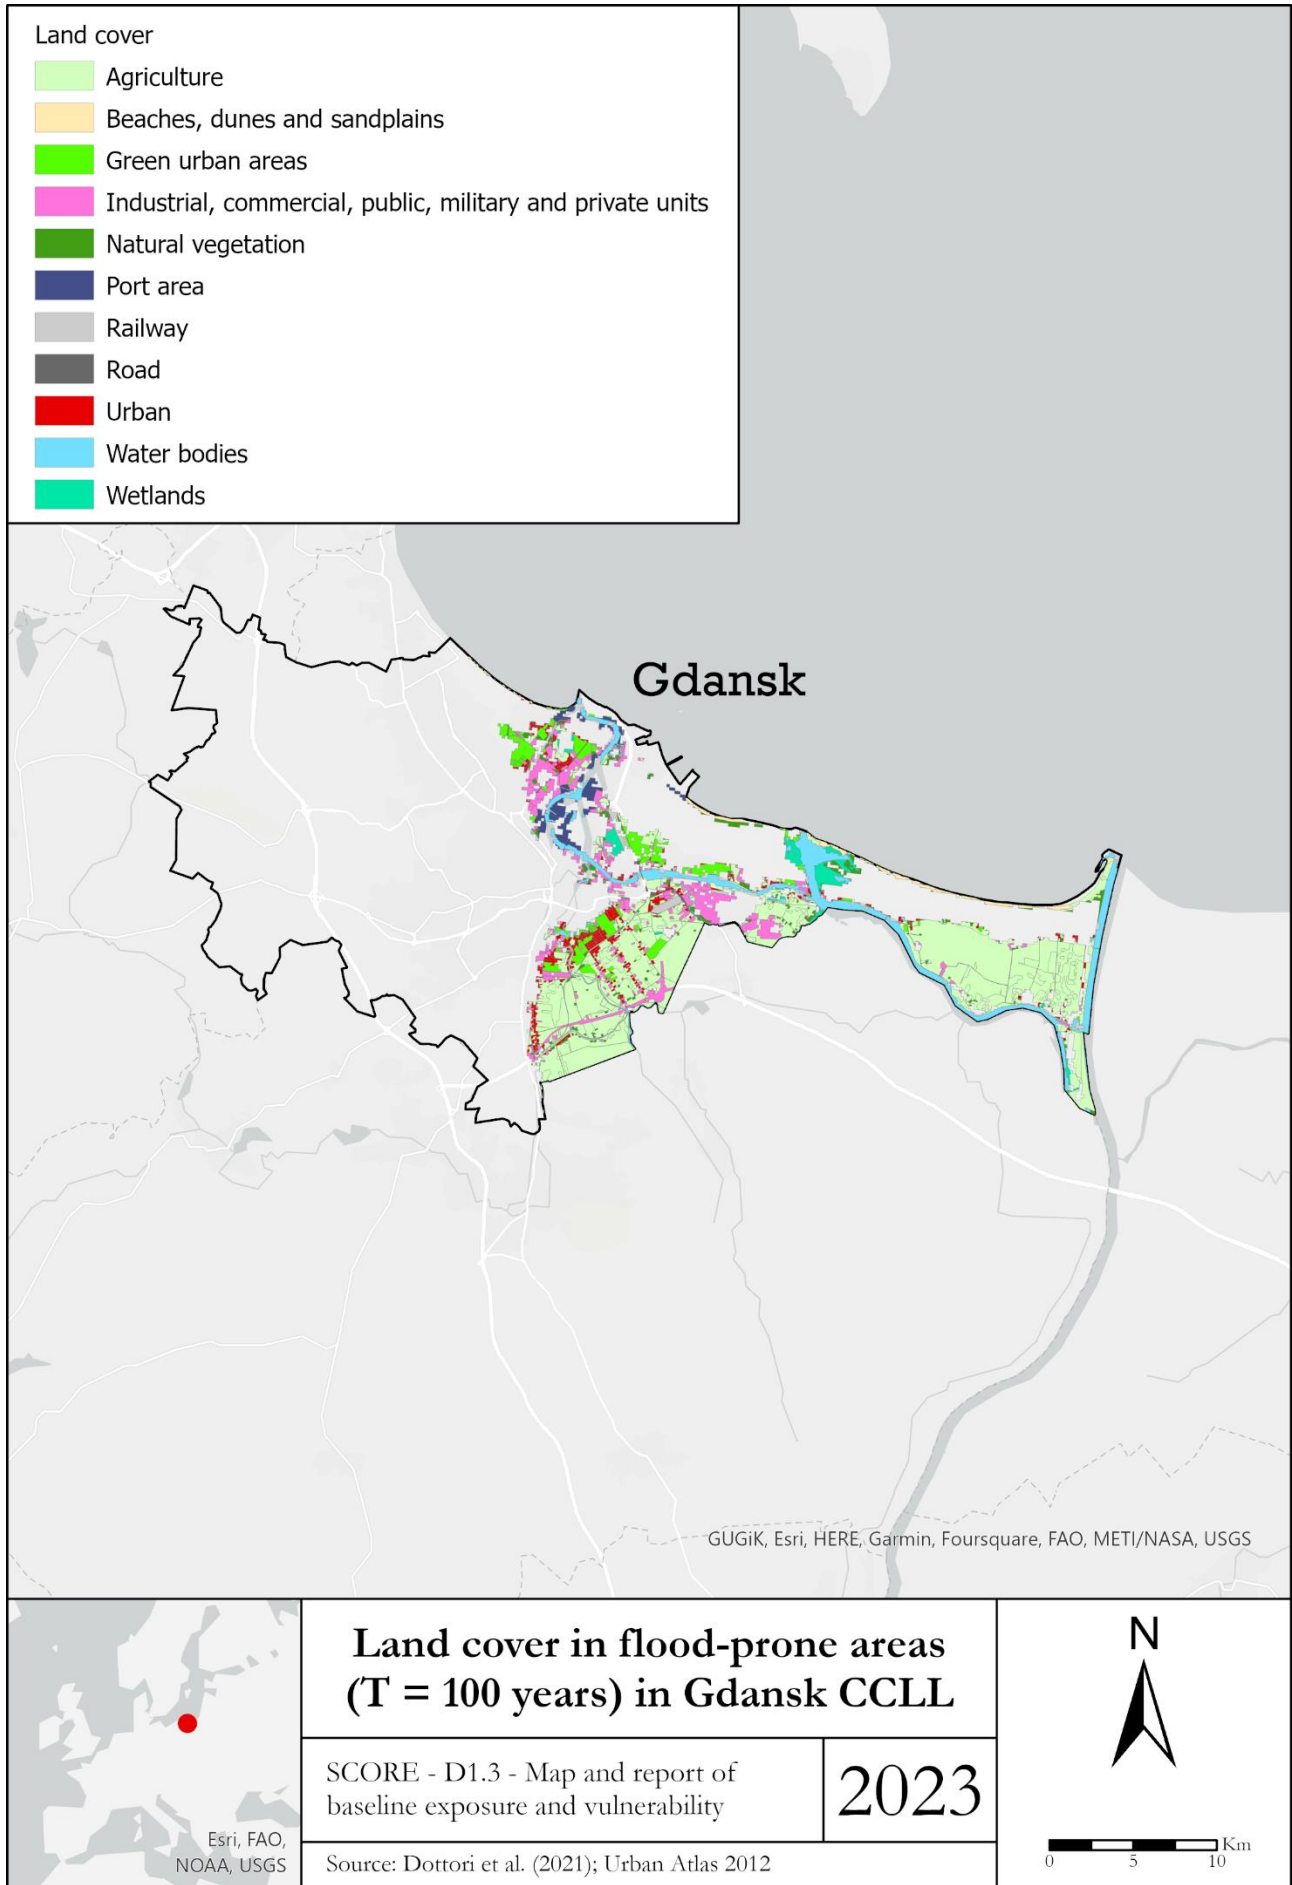 Land cover
Agriculture
Beaches, dunes and sandplains
Green urban areas
Industrial, commercial, public, military and private units
Natural vegetation
Port area
Railway
Road
Urban
Water bodies
Wetlands
Gdansk
GUGiK, Esri, HERE, Garmin, Foursquare, FAO, METI/NASA, USGS
Esri, FAO,
NOAA, USGS
Land cover in flood-prone areas
(T = 100 years) in Gdansk CCLL
SCORE - D1.3 - Map and report of
baseline exposure and vulnerability
2023
Source: Dottori et al. (2021); Urban Atlas 2012
N
Km
0 5 10